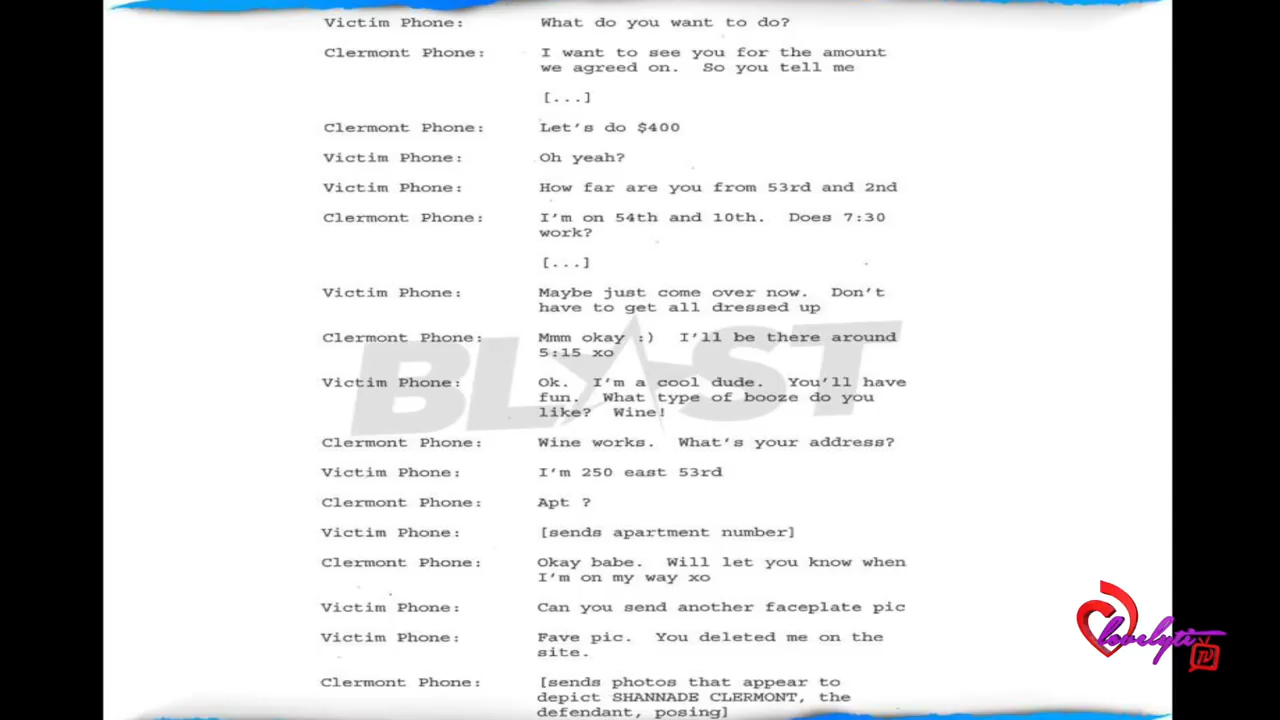 Victim Phone: What do you want to do?
Clermont Phone: I want to see you for the amount
we agreed on. So you tell me
[...]
Clermont Phone: Let's do $400
Victim Phone: Oh yeah?
Victim Phone: How far are you from 53rd and 2nd
Clermont Phone: I'm on 54th and 10th. Does 7:30
work?
[...]
Victim Phone: Maybe just come over now. Don't
have to get all dressed up
Clermont Phone: Mmm okay :) I'll be there around
5:15 xo
BLAST
Victim Phone: Ok. I'm a cool dude. You'll have
fun. What type of booze do you
like? Wine!
Clermont Phone: Wine works. What's your address?
Victim Phone: I'm 250 east 53rd
Clermont Phone: Apt ?
Victim Phone: [sends apartment number]
Clermont Phone: Okay babe. Will let you know when
I'm on my way xo
Victim Phone: Can you send another faceplate pic
Victim Phone: Fave pic. You deleted me on the
site.
Clermont Phone: [sends photos that appear to
depict SHANNADE CLERMONT, the
defendant, posing]
lovelyti
TV